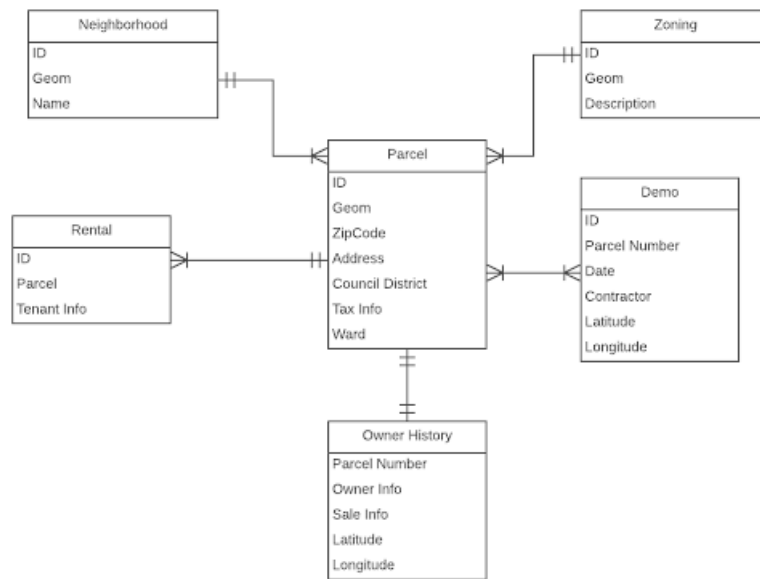 Neighborhood
ID
Geom
Name
Zoning
ID
Geom
Description
Parcel
ID
Geom
ZipCode
Address
Council District
Tax Info
Ward
Rental
ID
Parcel
Tenant Info
Demo
ID
Parcel Number
Date
Contractor
Latitude
Longitude
Owner History
Parcel Number
Owner Info
Sale Info
Latitude
Longitude